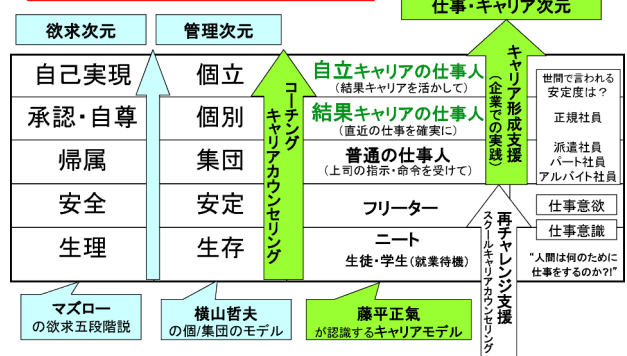 仕事・キャリア次元
欲求次元
管理次元
自己実現
個立
自立キャリアの仕事人
(結果キャリアを活かして)
承認・自尊
個別
結果キャリアの仕事人
(直近の仕事を確実に)
帰属
集団
普通の仕事人
(上司の指示・命令を受けて)
安全
安定
フリーター
生理
生存
ニート
生徒・学生(就業待機)
コーチング
キャリアカウンセリング
キャリア形成支援
(企業での実践)
再チャレンジ支援
スクールキャリアカウンセリング
世間で言われる
安定度は?
正規社員
派遣社員
パート社員
アルバイト社員
仕事意欲
仕事意識
“人間は何のために
仕事をするのか?!”
マズロー
の欲求五段階説
横山哲夫
の個/集団のモデル
藤平正氣
が認識するキャリアモデル